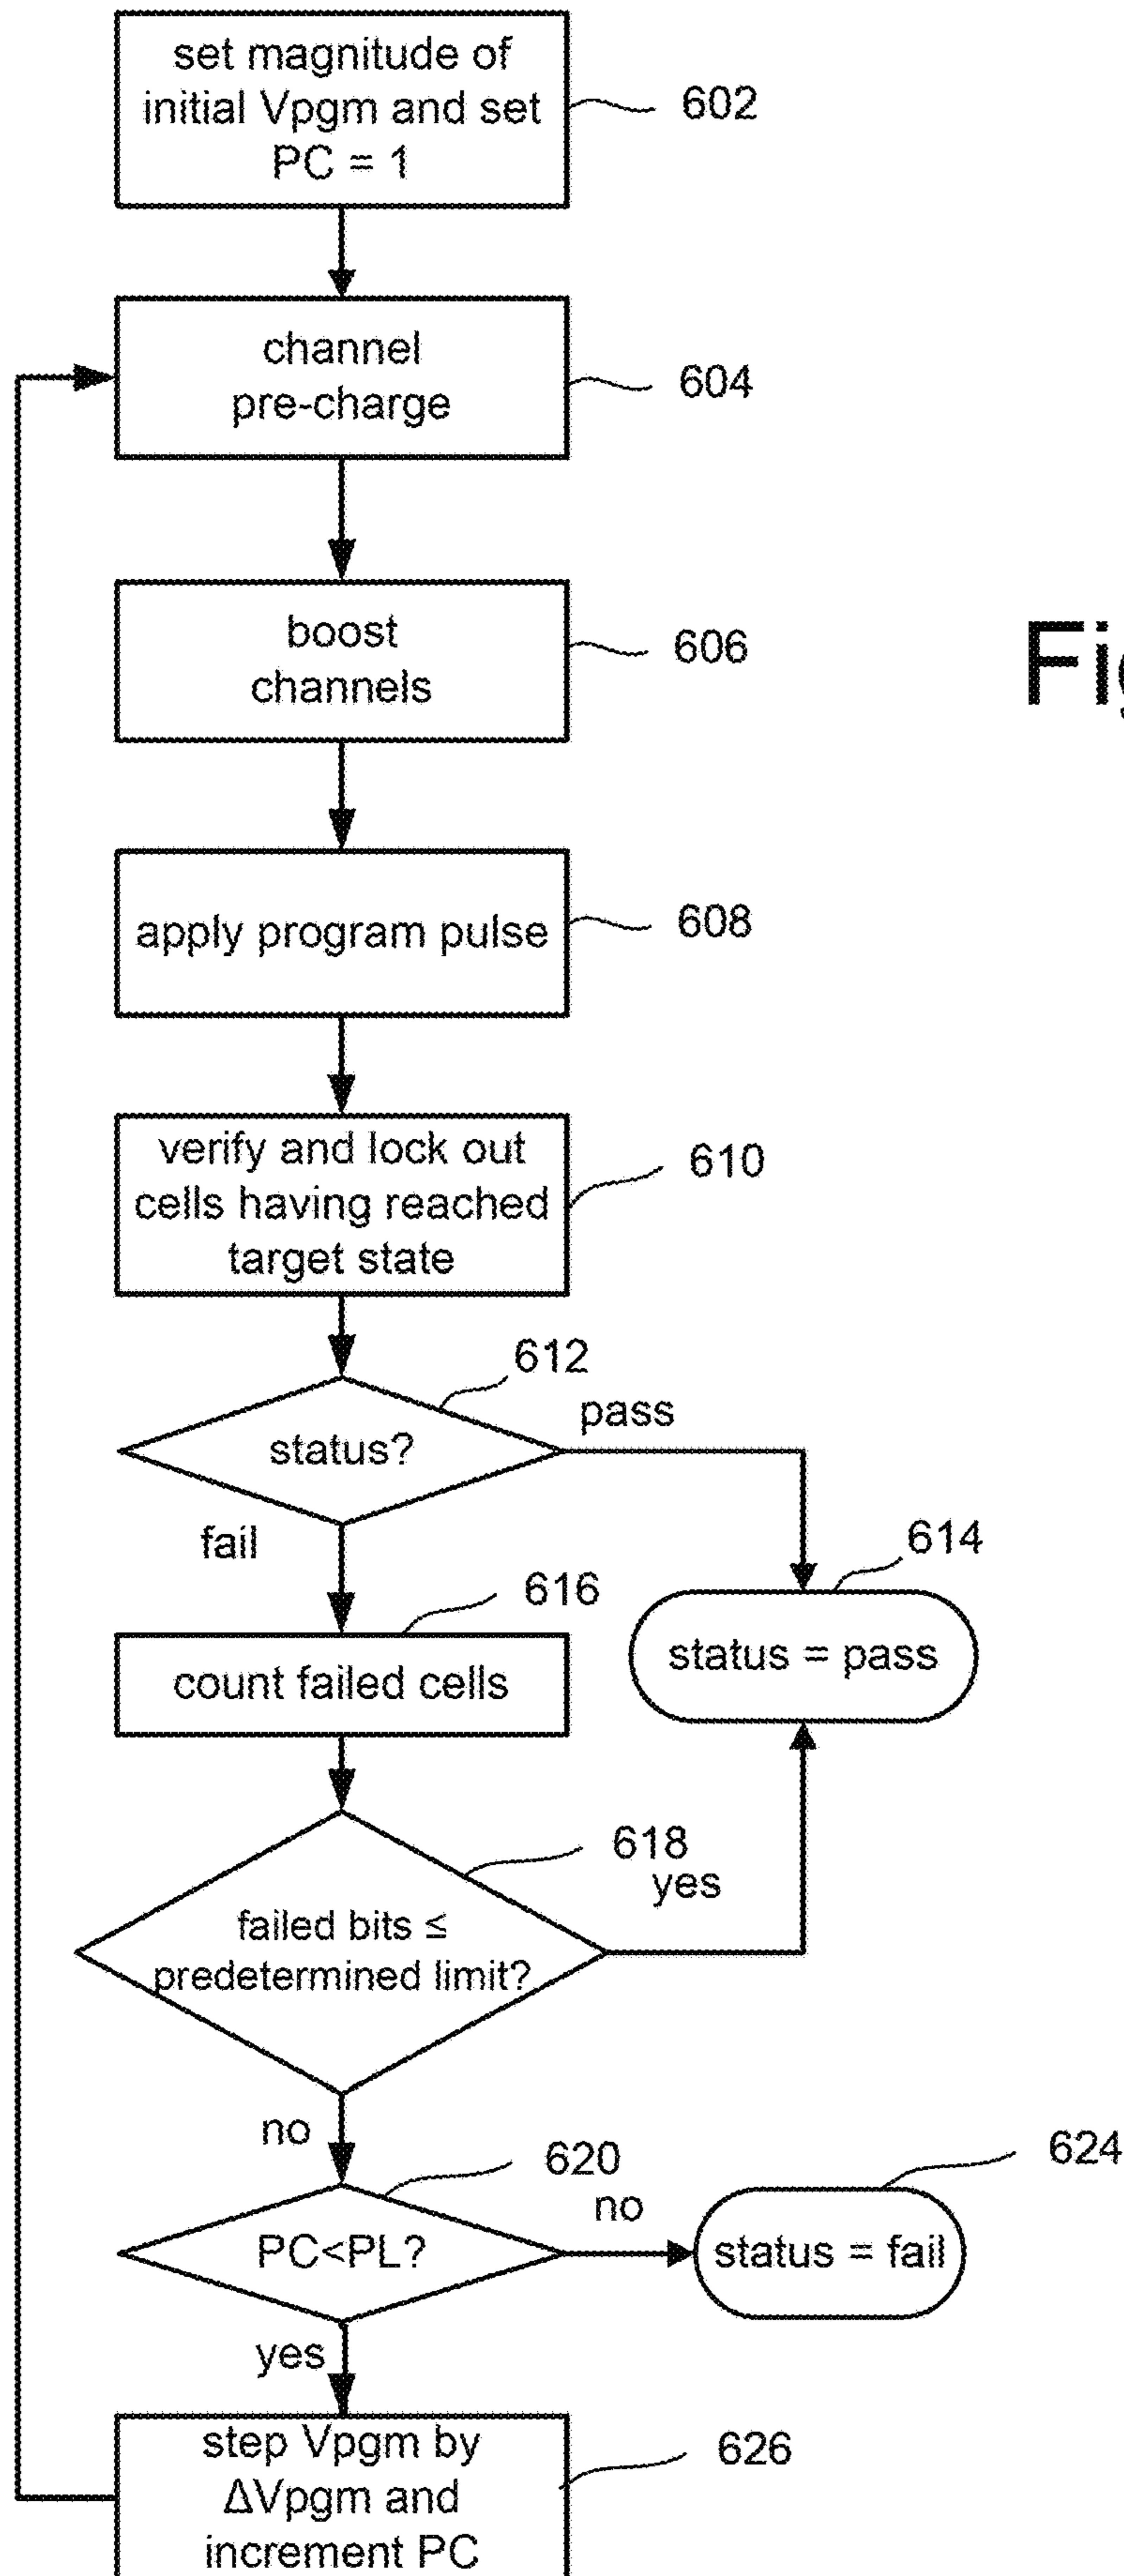 set magnitude of
initial Vpgm and set
PC = 1
602
channel
pre-charge
604
boost
channels
606
apply program pulse
608
verify and lock out
cells having reached
target state
610
612
status?
pass
fail
614
status = pass
616
count failed cells
618
yes
failed bits ≤
predetermined limit?
no
620
no
PC<PL?
624
status = fail
yes
step Vpgm by
ΔVpgm and
increment PC
626